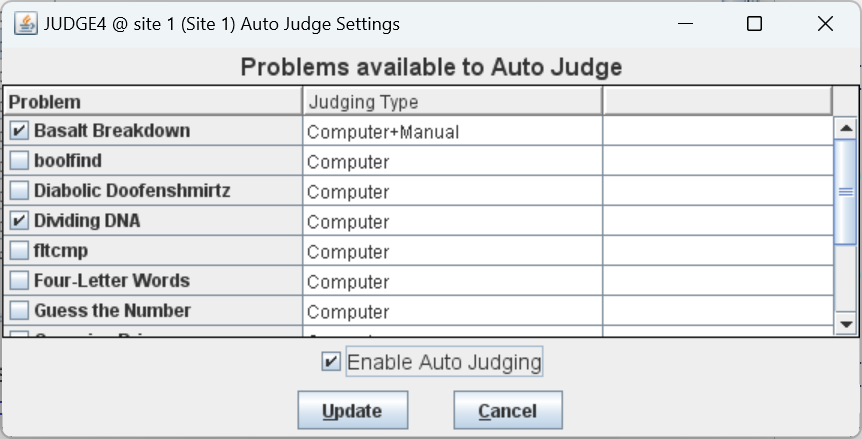 JUDGE4 @ site 1 (Site 1) Auto Judge Settings
Problems available to Auto Judge
Problem Judging Type
Basalt Breakdown Computer+Manual
boolfind Computer
Diabolic Doofenshmirtz Computer
Dividing DNA Computer
fltcmp Computer
Four-Letter Words Computer
Guess the Number Computer
Enable Auto Judging
Update Cancel